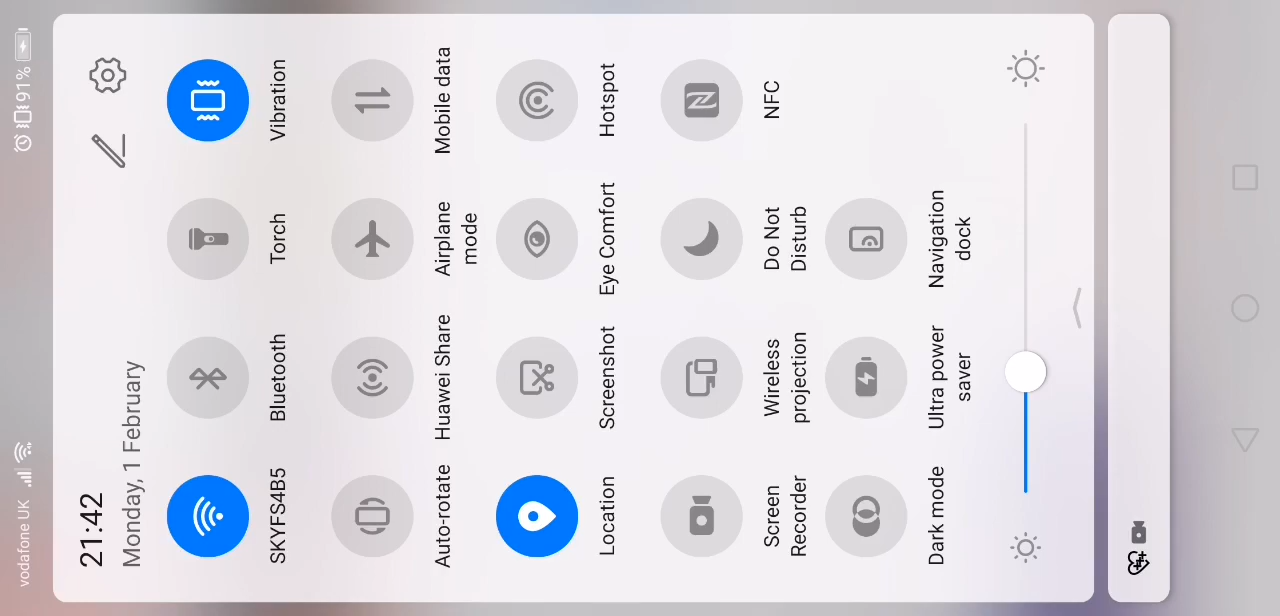 vodafone UK
91%
21:42
Monday, 1 February
SKYFS4B5
Bluetooth
Torch
Vibration
Auto-rotate
Huawei Share
Airplane
mode
Mobile data
Location
Screenshot
Eye Comfort
Hotspot
Screen
Recorder
Wireless
projection
Do Not
Disturb
NFC
Dark mode
Ultra power
saver
Navigation
dock